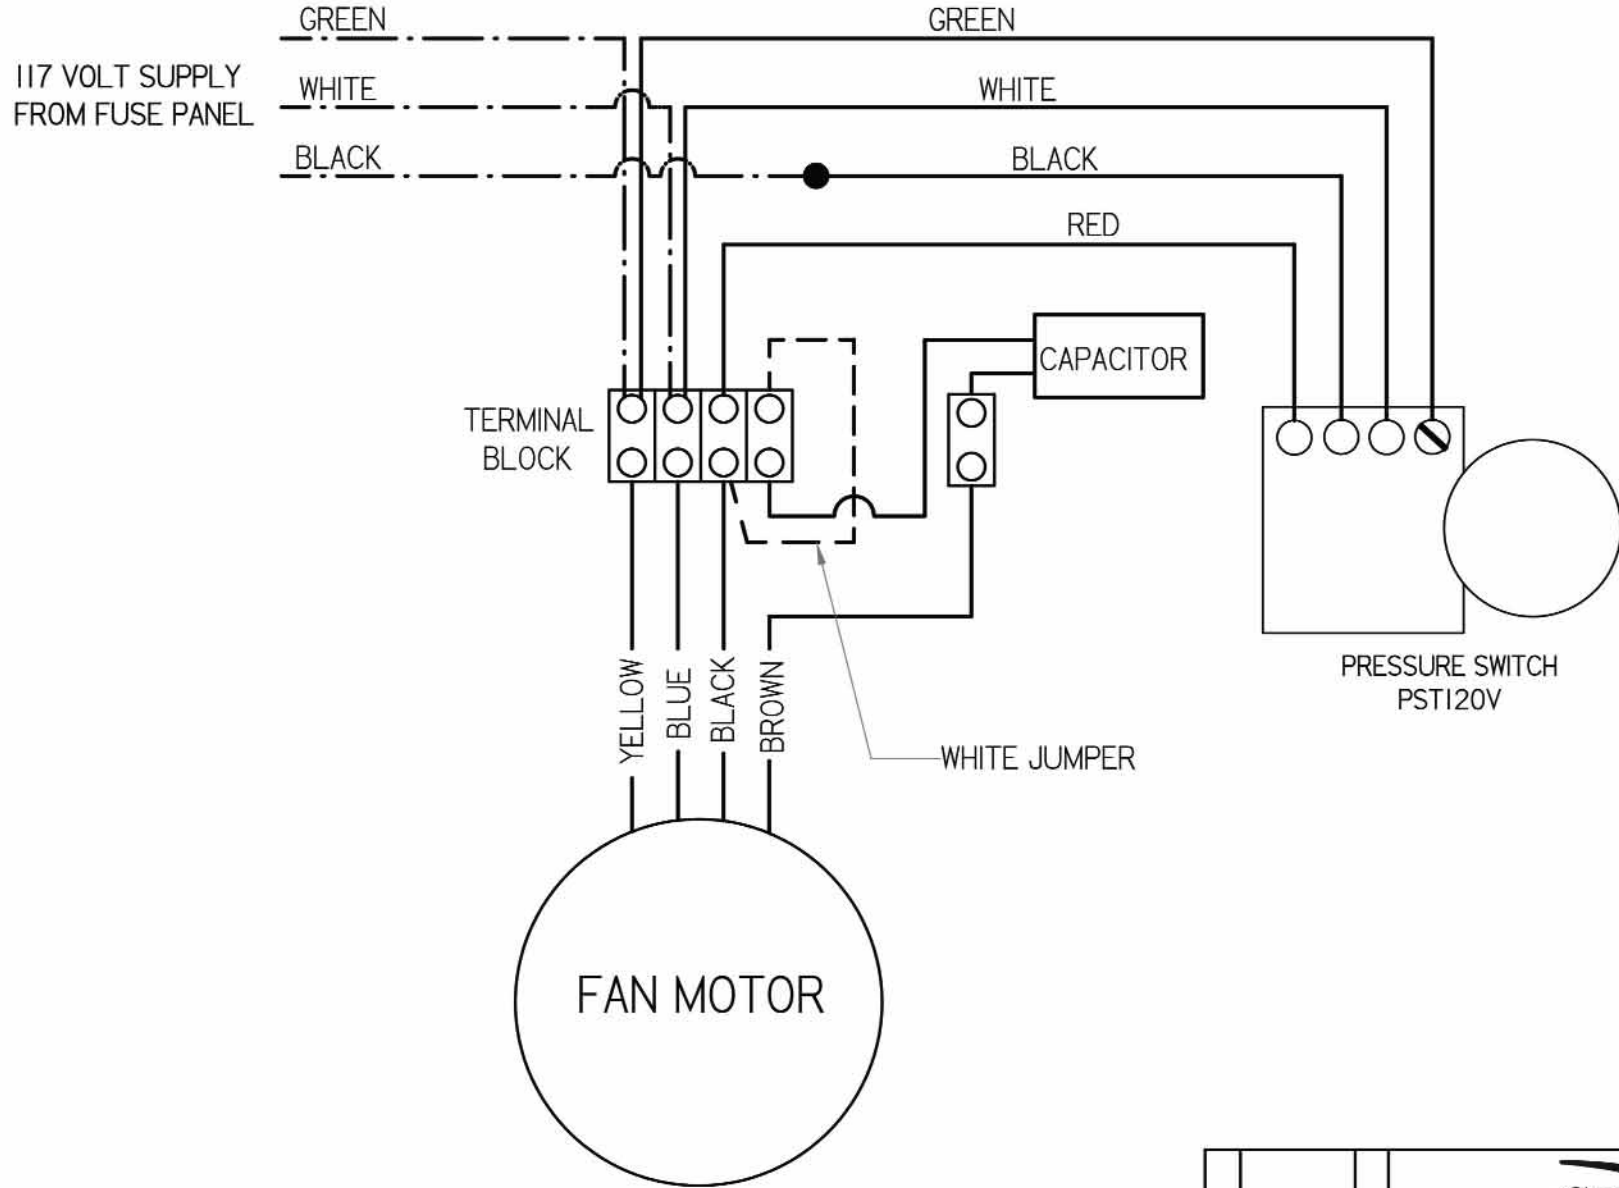 GREEN
GREEN
117 VOLT SUPPLY
FROM FUSE PANEL
WHITE
WHITE
BLACK
BLACK
RED
CAPACITOR
TERMINAL
BLOCK
YELLOW
BLUE
BLACK
BROWN
PRESSURE SWITCH
PST120V
WHITE JUMPER
FAN MOTOR